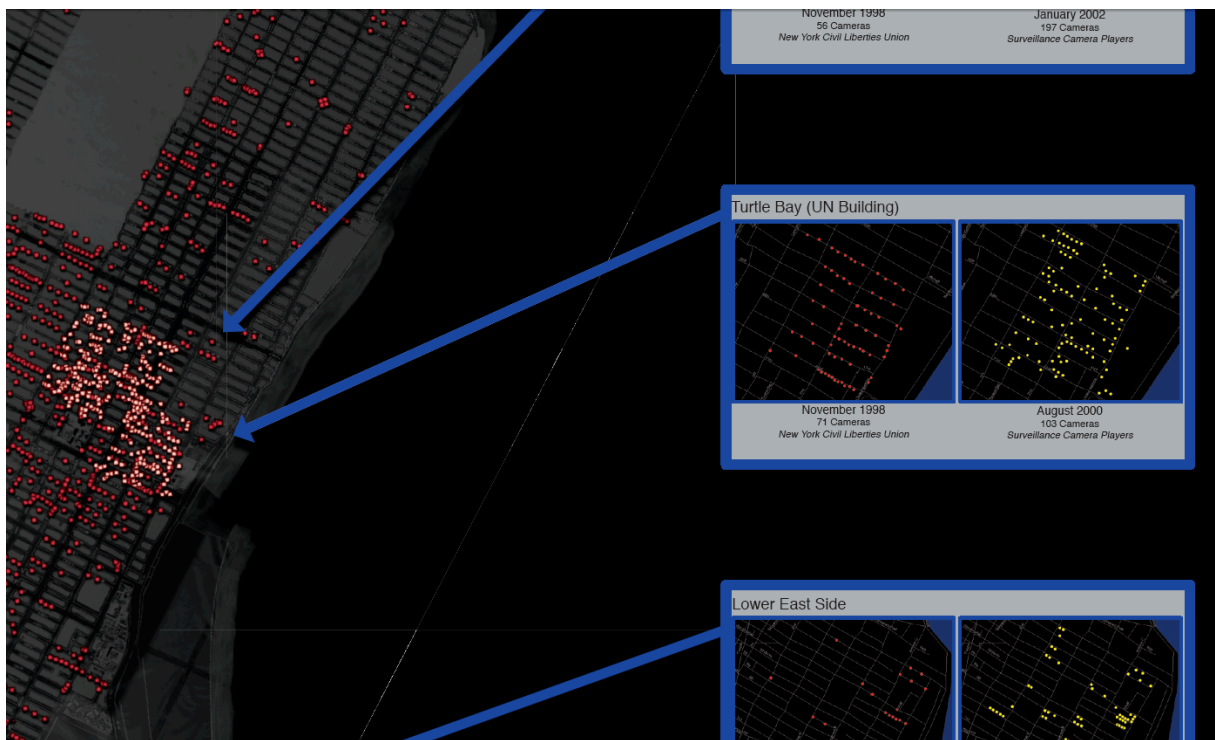 November 1998
56 Cameras
New York Civil Liberties Union
January 2002
197 Cameras
Surveillance Camera Players
Turtle Bay (UN Building)
November 1998
71 Cameras
New York Civil Liberties Union
August 2000
103 Cameras
Surveillance Camera Players
Lower East Side